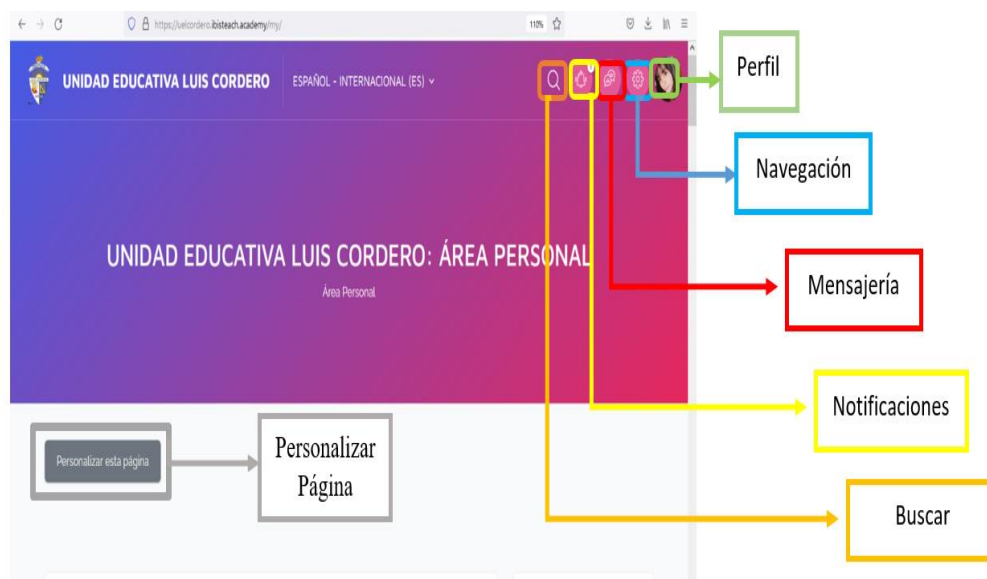 https://uelcordero.ibisteach.academy/my/
110%
UNIDAD EDUCATIVA LUIS CORDERO
ESPAÑOL - INTERNACIONAL (ES)
Perfil
Navegación
UNIDAD EDUCATIVA LUIS CORDERO: ÁREA PERSONAL
Área Personal
Mensajería
Notificaciones
Personalizar esta página
Personalizar
Página
Buscar